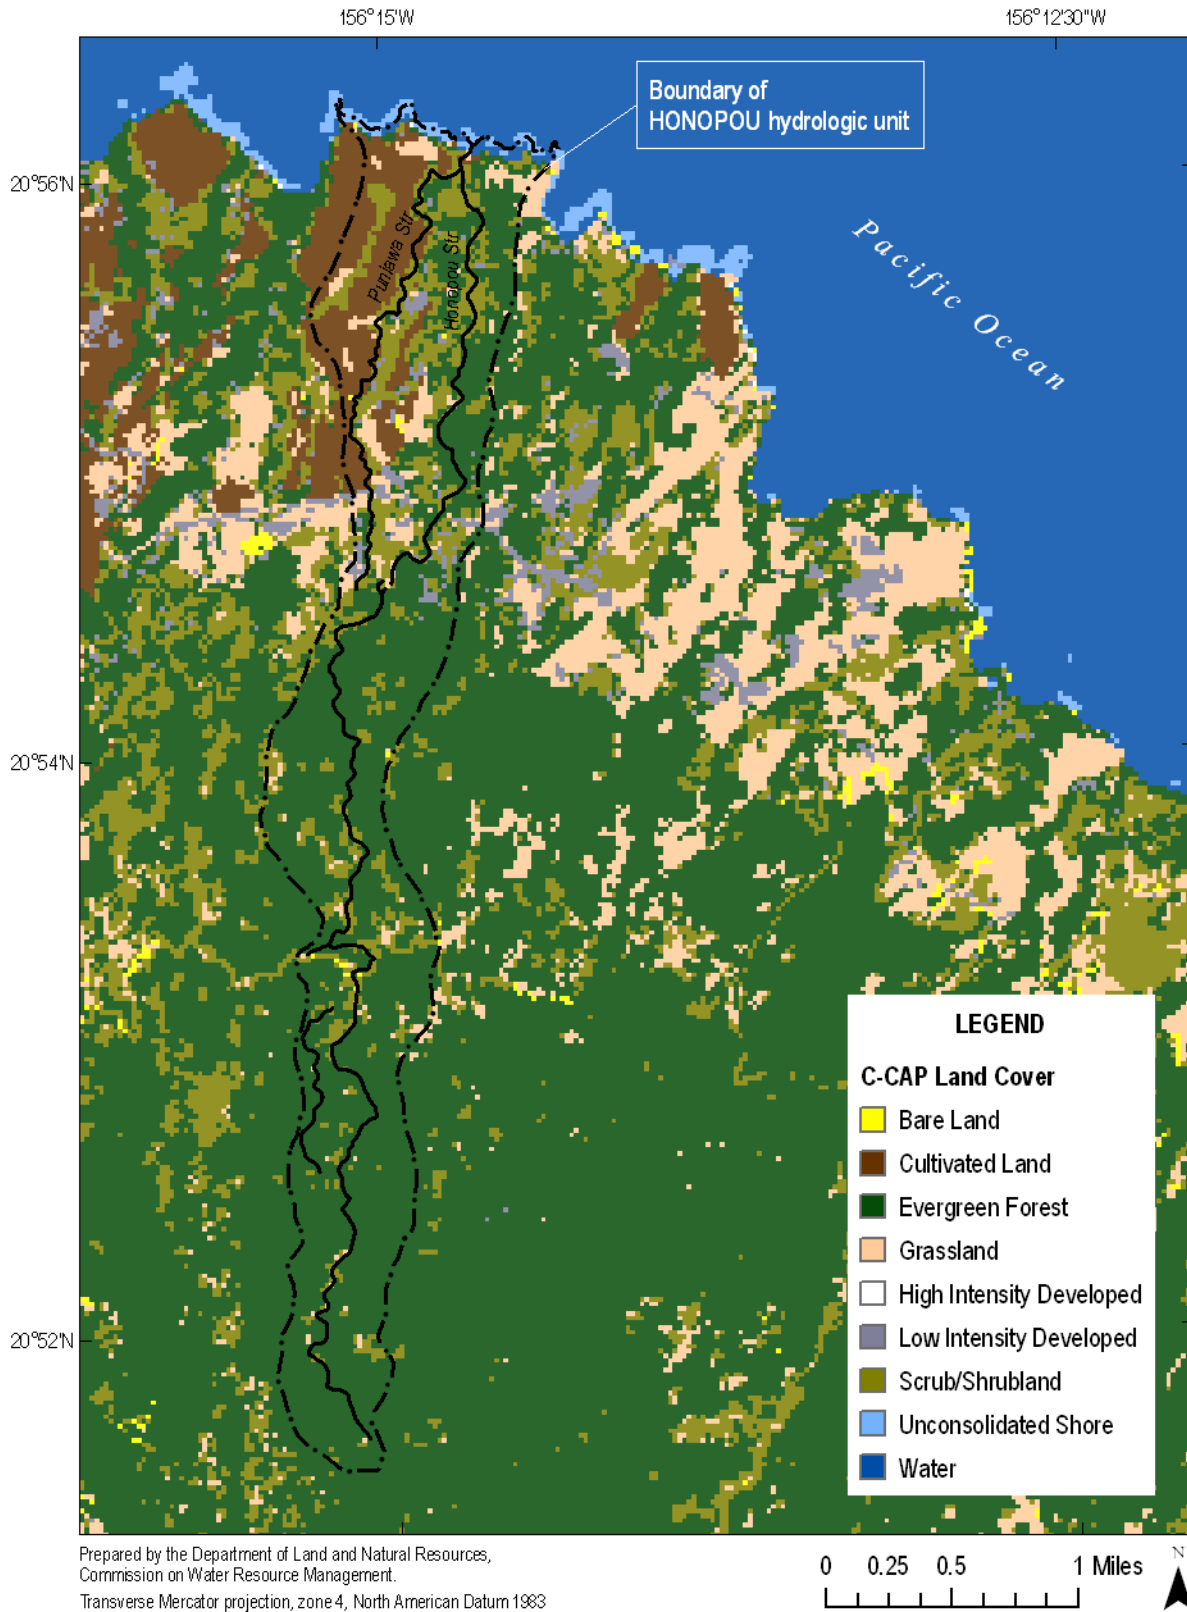 156°15'W
156°12'30"W
Boundary of
HONOPOU hydrologic unit
20°56'N
Puniawa Str
Honopou Str
Pacific Ocean
20°54'N
LEGEND
C-CAP Land Cover
Bare Land
Cultivated Land
Evergreen Forest
Grassland
High Intensity Developed
Low Intensity Developed
Scrub/Shrubland
Unconsolidated Shore
Water
20°52'N
Prepared by the Department of Land and Natural Resources,
Commission on Water Resource Management.
Transverse Mercator projection, zone 4, North American Datum 1983
0 0.25 0.5 1 Miles
N